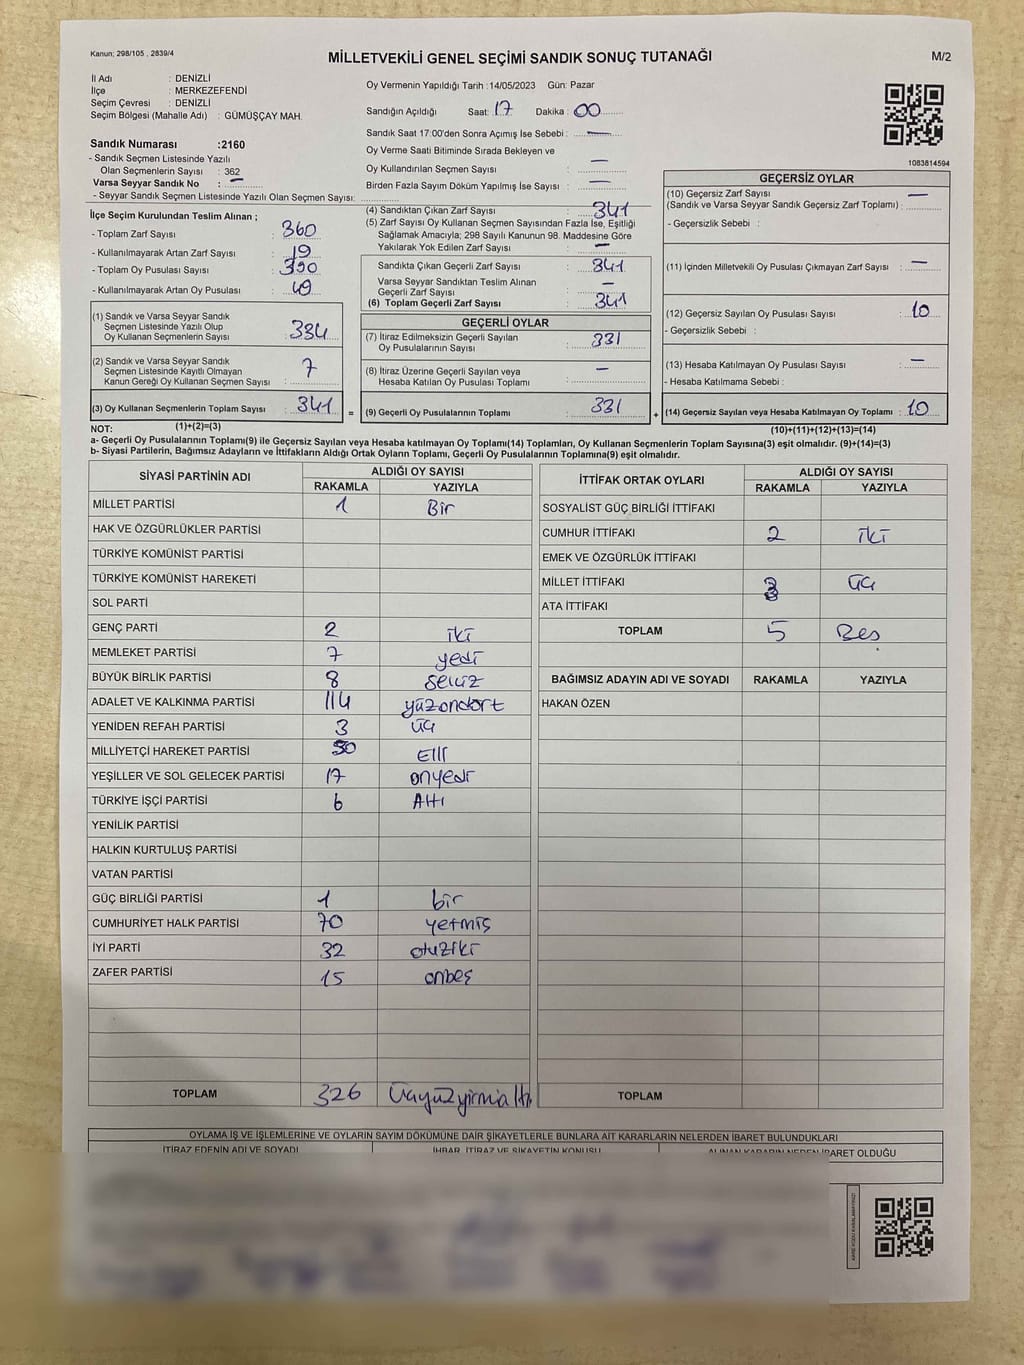 Kanun; 298/105 , 2839/4
MİLLETVEKİLİ GENEL SEÇİMİ SANDIK SONUÇ TUTANAĞI
M/2
İl Adı : DENİZLİ
İlçe : MERKEZEFENDİ
Seçim Çevresi : DENİZLİ
Seçim Bölgesi (Mahalle Adı) : GÜMÜŞÇAY MAH.
Oy Vermenin Yapıldığı Tarih :14/05/2023 Gün: Pazar
Sandığın Açıldığı Saat: 17 Dakika : 00
Sandık Saat 17:00'den Sonra Açımış İse Sebebi : —
Oy Verme Saati Bitiminde Sırada Bekleyen ve
Oy Kullandırılan Seçmen Sayısı : —
Birden Fazla Sayım Döküm Yapılmış İse Sayısı : —
1083814594
Sandık Numarası :2160
- Sandık Seçmen Listesinde Yazılı
Olan Seçmenlerin Sayısı : 362
Varsa Seyyar Sandık No : —
- Seyyar Sandık Seçmen Listesinde Yazılı Olan Seçmen Sayısı:
İlçe Seçim Kurulundan Teslim Alınan ;
- Toplam Zarf Sayısı : 360
- Kullanılmayarak Artan Zarf Sayısı : 19
- Toplam Oy Pusulası Sayısı : 390
- Kullanılmayarak Artan Oy Pusulası : 49
(1) Sandık ve Varsa Seyyar Sandık
Seçmen Listesinde Yazılı Olup
Oy Kullanan Seçmenlerin Sayısı : 334
(2) Sandık ve Varsa Seyyar Sandık
Seçmen Listesinde Kayıtlı Olmayan
Kanun Gereği Oy Kullanan Seçmen Sayısı : 7
(3) Oy Kullanan Seçmenlerin Toplam Sayısı : 341 =
(1)+(2)=(3)
(4) Sandıktan Çıkan Zarf Sayısı : 341
(5) Zarf Sayısı Oy Kullanan Seçmen Sayısından Fazla İse, Eşitliği
Sağlamak Amacıyla; 298 Sayılı Kanunun 98. Maddesine Göre
Yakılarak Yok Edilen Zarf Sayısı : —
Sandıkta Çıkan Geçerli Zarf Sayısı : 341
Varsa Seyyar Sandıktan Teslim Alınan
Geçerli Zarf Sayısı : —
(6) Toplam Geçerli Zarf Sayısı : 341
GEÇERLİ OYLAR
(7) İtiraz Edilmeksizin Geçerli Sayılan
Oy Pusulalarının Sayısı : 331
(8) İtiraz Üzerine Geçerli Sayılan veya
Hesaba Katılan Oy Pusulası Toplamı : —
(9) Geçerli Oy Pusulalarının Toplamı : 331 +
GEÇERSİZ OYLAR
(10) Geçersiz Zarf Sayısı —
(Sandık ve Varsa Seyyar Sandık Geçersiz Zarf Toplamı) :
- Geçersizlik Sebebi :
(11) İçinden Milletvekili Oy Pusulası Çıkmayan Zarf Sayısı : —
(12) Geçersiz Sayılan Oy Pusulası Sayısı : 10
- Geçersizlik Sebebi :
(13) Hesaba Katılmayan Oy Pusulası Sayısı : —
- Hesaba Katılmama Sebebi :
(14) Geçersiz Sayılan veya Hesaba Katılmayan Oy Toplamı : 10
(10)+(11)+(12)+(13)=(14)
NOT:
a- Geçerli Oy Pusulalarının Toplamı(9) ile Geçersiz Sayılan veya Hesaba katılmayan Oy Toplamı(14) Toplamları, Oy Kullanan Seçmenlerin Toplam Sayısına(3) eşit olmalıdır. (9)+(14)=(3)
b- Siyasi Partilerin, Bağımsız Adayların ve İttifakların Aldığı Ortak Oyların Toplamı, Geçerli Oy Pusulalarının Toplamına(9) eşit olmalıdır.
SİYASİ PARTİNİN ADI ALDIĞI OY SAYISI
RAKAMLA YAZIYLA
MİLLET PARTİSİ 1 Bir
HAK VE ÖZGÜRLÜKLER PARTİSİ
TÜRKİYE KOMÜNİST PARTİSİ
TÜRKİYE KOMÜNİST HAREKETİ
SOL PARTİ
GENÇ PARTİ 2 iki
MEMLEKET PARTİSİ 7 yedi
BÜYÜK BİRLİK PARTİSİ 8 sekiz
ADALET VE KALKINMA PARTİSİ 114 yüzondört
YENİDEN REFAH PARTİSİ 3 üç
MİLLİYETÇİ HAREKET PARTİSİ 50 Elli
YEŞİLLER VE SOL GELECEK PARTİSİ 17 onyedi
TÜRKİYE İŞÇİ PARTİSİ 6 Altı
YENİLİK PARTİSİ
HALKIN KURTULUŞ PARTİSİ
VATAN PARTİSİ
GÜÇ BİRLİĞİ PARTİSİ 1 bir
CUMHURİYET HALK PARTİSİ 70 yetmiş
İYİ PARTİ 32 otuziki
ZAFER PARTİSİ 15 onbeş
TOPLAM 326 üçyüzyirmialtı
İTTİFAK ORTAK OYLARI ALDIĞI OY SAYISI
RAKAMLA YAZIYLA
SOSYALİST GÜÇ BİRLİĞİ İTTİFAKI
CUMHUR İTTİFAKI 2 iki
EMEK VE ÖZGÜRLÜK İTTİFAKI
MİLLET İTTİFAKI 3 üç
ATA İTTİFAKI
TOPLAM 5 Beş
BAĞIMSIZ ADAYIN ADI VE SOYADI RAKAMLA YAZIYLA
HAKAN ÖZEN
TOPLAM
OYLAMA İŞ VE İŞLEMLERİNE VE OYLARIN SAYIM DÖKÜMÜNE DAİR ŞİKAYETLERLE BUNLARA AİT KARARLARIN NELERDEN İBARET BULUNDUKLARI
İTİRAZ EDENİN ADI VE SOYADI İHBAR, İTİRAZ VE ŞİKAYETİN KONUSU ALINAN KARARIN NEDEN İBARET OLDUĞU